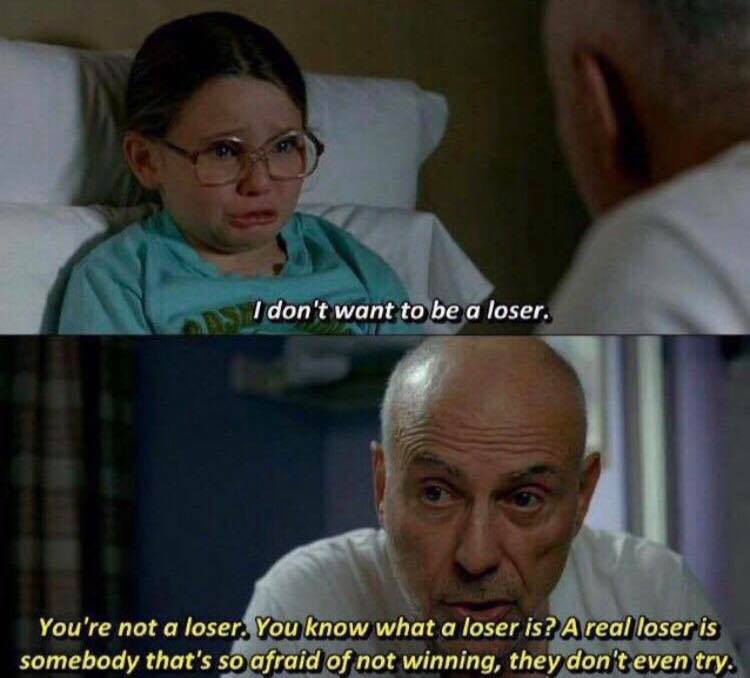 I don't want to be a loser.
You're not a loser. You know what a loser is? A real loser is
somebody that's so afraid of not winning, they don't even try.